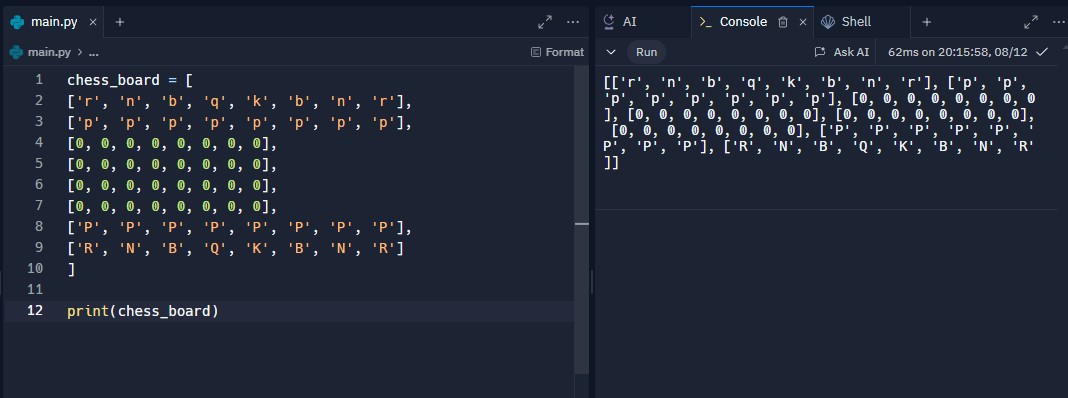 main.py × +
main.py > ...
Format
1 chess_board = [
2 ['r', 'n', 'b', 'q', 'k', 'b', 'n', 'r'],
3 ['p', 'p', 'p', 'p', 'p', 'p', 'p', 'p'],
4 [0, 0, 0, 0, 0, 0, 0, 0],
5 [0, 0, 0, 0, 0, 0, 0, 0],
6 [0, 0, 0, 0, 0, 0, 0, 0],
7 [0, 0, 0, 0, 0, 0, 0, 0],
8 ['P', 'P', 'P', 'P', 'P', 'P', 'P', 'P'],
9 ['R', 'N', 'B', 'Q', 'K', 'B', 'N', 'R']
10 ]
11
12 print(chess_board)
AI
Console ×
Shell
+
Run
Ask AI
62ms on 20:15:58, 08/12
[['r', 'n', 'b', 'q', 'k', 'b', 'n', 'r'], ['p', 'p',
'p', 'p', 'p', 'p', 'p', 'p'], [0, 0, 0, 0, 0, 0, 0, 0
], [0, 0, 0, 0, 0, 0, 0, 0], [0, 0, 0, 0, 0, 0, 0, 0],
[0, 0, 0, 0, 0, 0, 0, 0], ['P', 'P', 'P', 'P', 'P', '
P', 'P', 'P'], ['R', 'N', 'B', 'Q', 'K', 'B', 'N', 'R'
]]